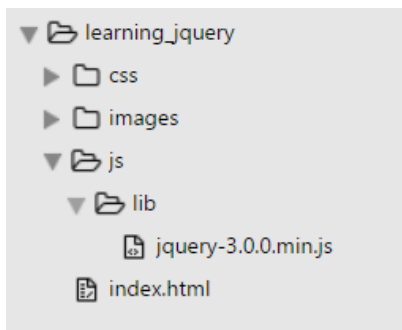 learning_jquery
css
images
js
lib
jquery-3.0.0.min.js
index.html